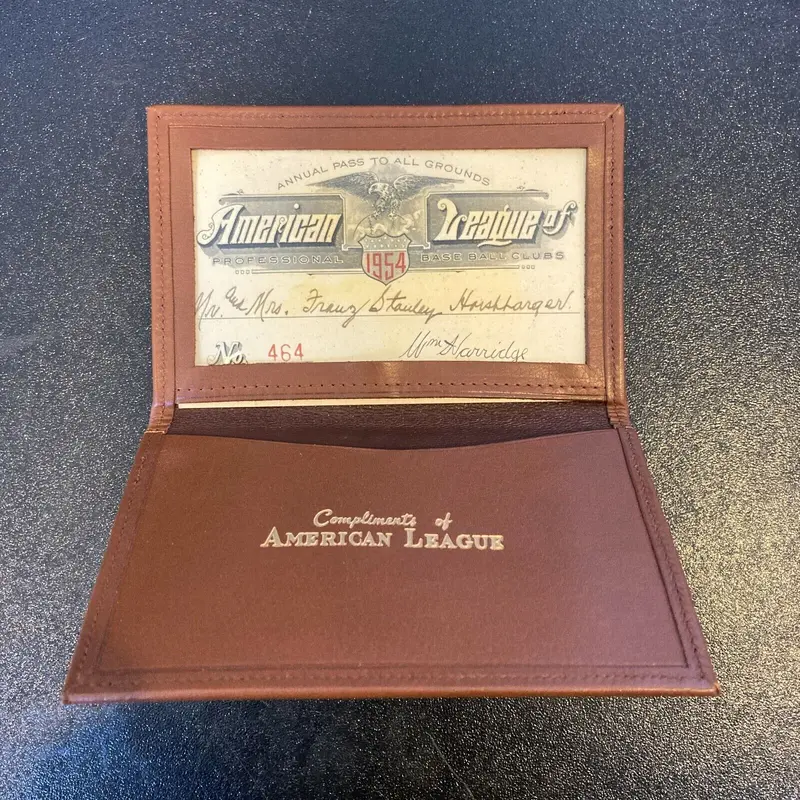 ANNUAL PASS TO ALL GROUNDS
American League of
PROFESSIONAL BASE BALL CLUBS
1954
Mr. and Mrs. Franz Stanley Harshbarger.
No. 464 Wm Harridge
Compliments of
AMERICAN LEAGUE